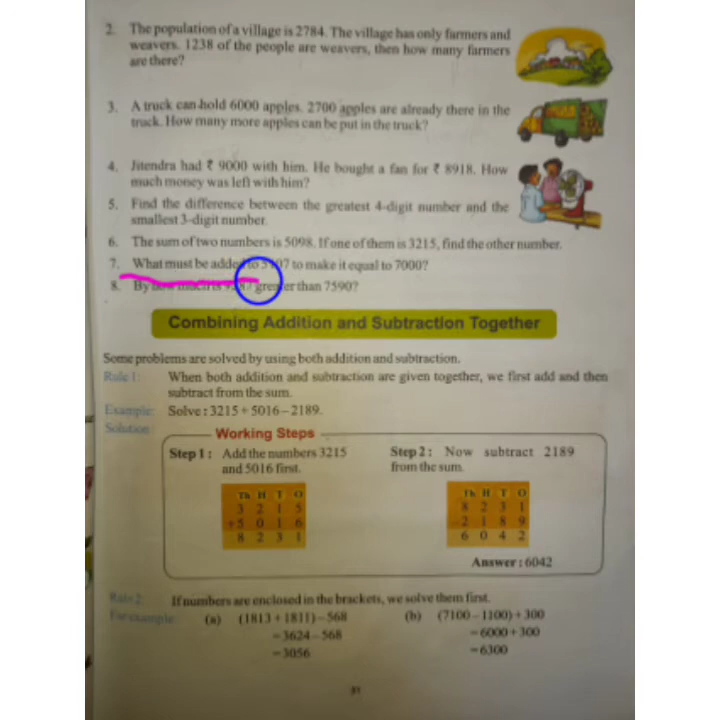 2. The population of a village is 2784. The village has only farmers and
weavers. 1238 of the people are weavers, then how many farmers
are there?
3. A truck can hold 6000 apples. 2700 apples are already there in the
truck. How many more apples can be put in the truck?
4. Jitendra had ₹ 9000 with him. He bought a fan for ₹ 8918. How
much money was left with him?
5. Find the difference between the greatest 4-digit number and the
smallest 3-digit number.
6. The sum of two numbers is 5098. If one of them is 3215, find the other number.
7. What must be added to to make it equal to 7000?
8. By greater than 7590?
Combining Addition and Subtraction Together
Some problems are solved by using both addition and subtraction.
Rule 1: When both addition and subtraction are given together, we first add and then
subtract from the sum.
Example: Solve : 3215 + 5016 – 2189.
Solution:
Working Steps
Step 1 : Add the numbers 3215
and 5016 first.
Th H T O
3 2 1 5
+5 0 1 6
8 2 3 1
Step 2 : Now subtract 2189
from the sum.
Th H T O
8 2 3 1
2 1 8 9
6 0 4 2
Answer : 6042
Rule 2: If numbers are enclosed in the brackets, we solve them first.
For example: (a) (1813 + 1811) – 568
= 3624 – 568
= 3056
(b) (7100 – 1100) + 300
= 6000 + 300
= 6300